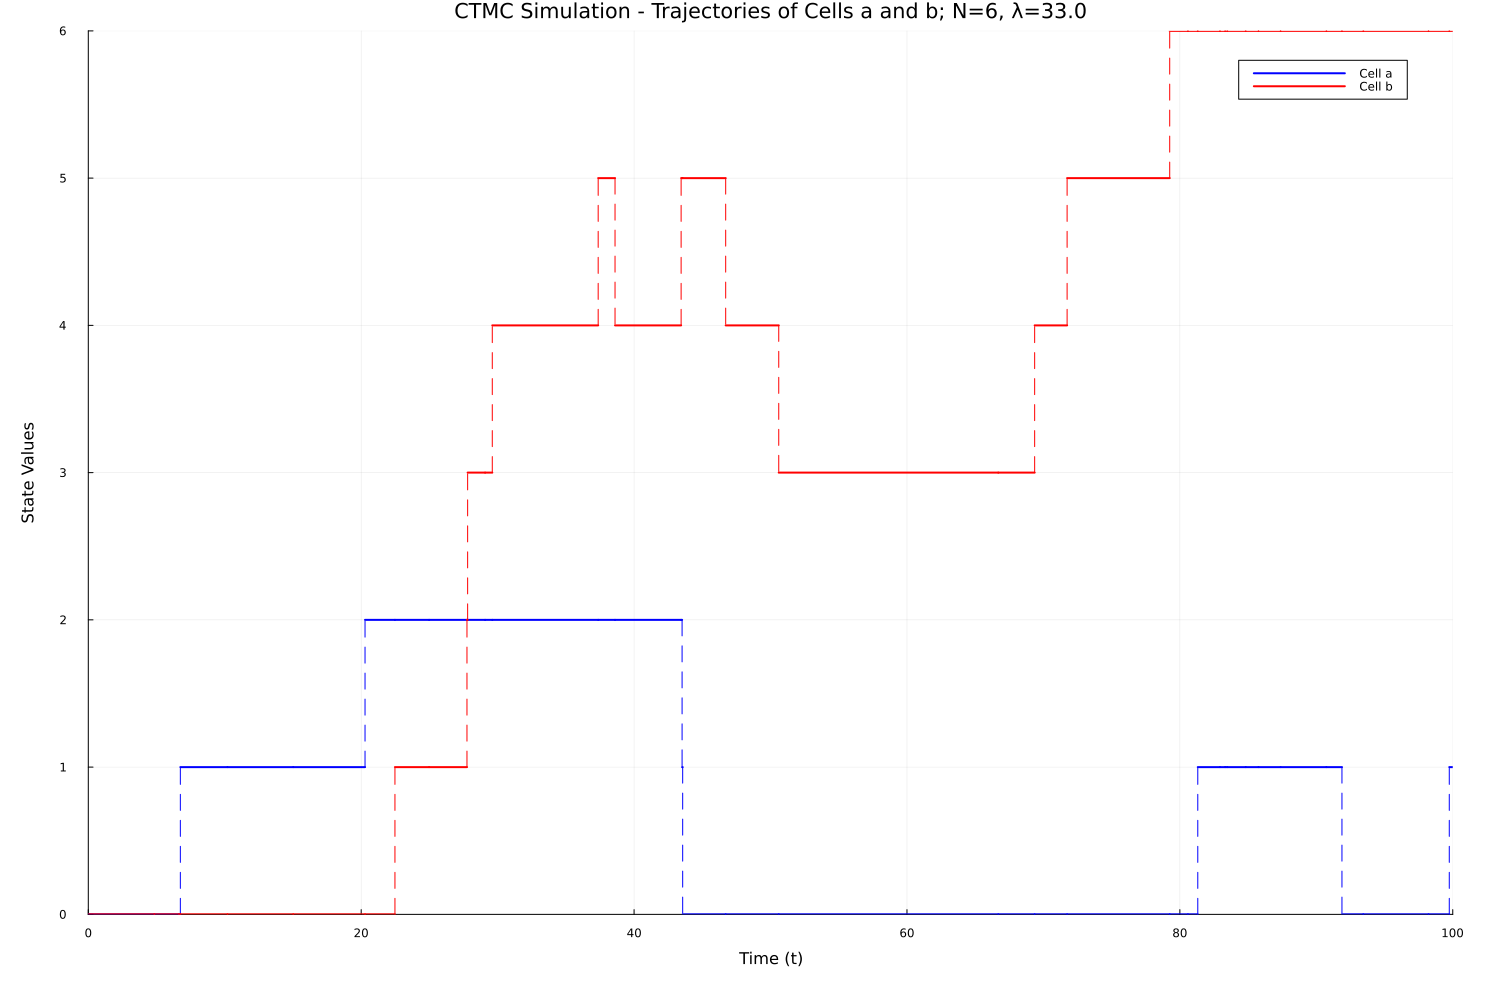 CTMC Simulation - Trajectories of Cells a and b; N=6, λ=33.0
6
Cell a
Cell b
5
4
State Values
3
2
1
0
0 20 40 60 80 100
Time (t)